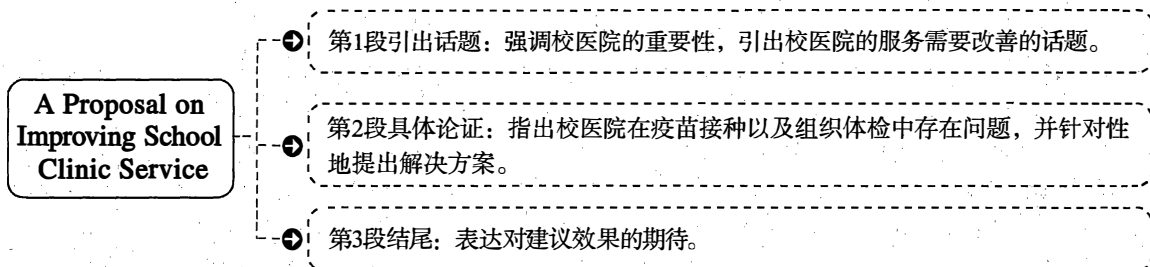 A Proposal on
Improving School
Clinic Service
第1段引出话题：强调校医院的重要性，引出校医院的服务需要改善的话题。
第2段具体论证：指出校医院在疫苗接种以及组织体检中存在问题，并针对性
地提出解决方案。
第3段结尾：表达对建议效果的期待。